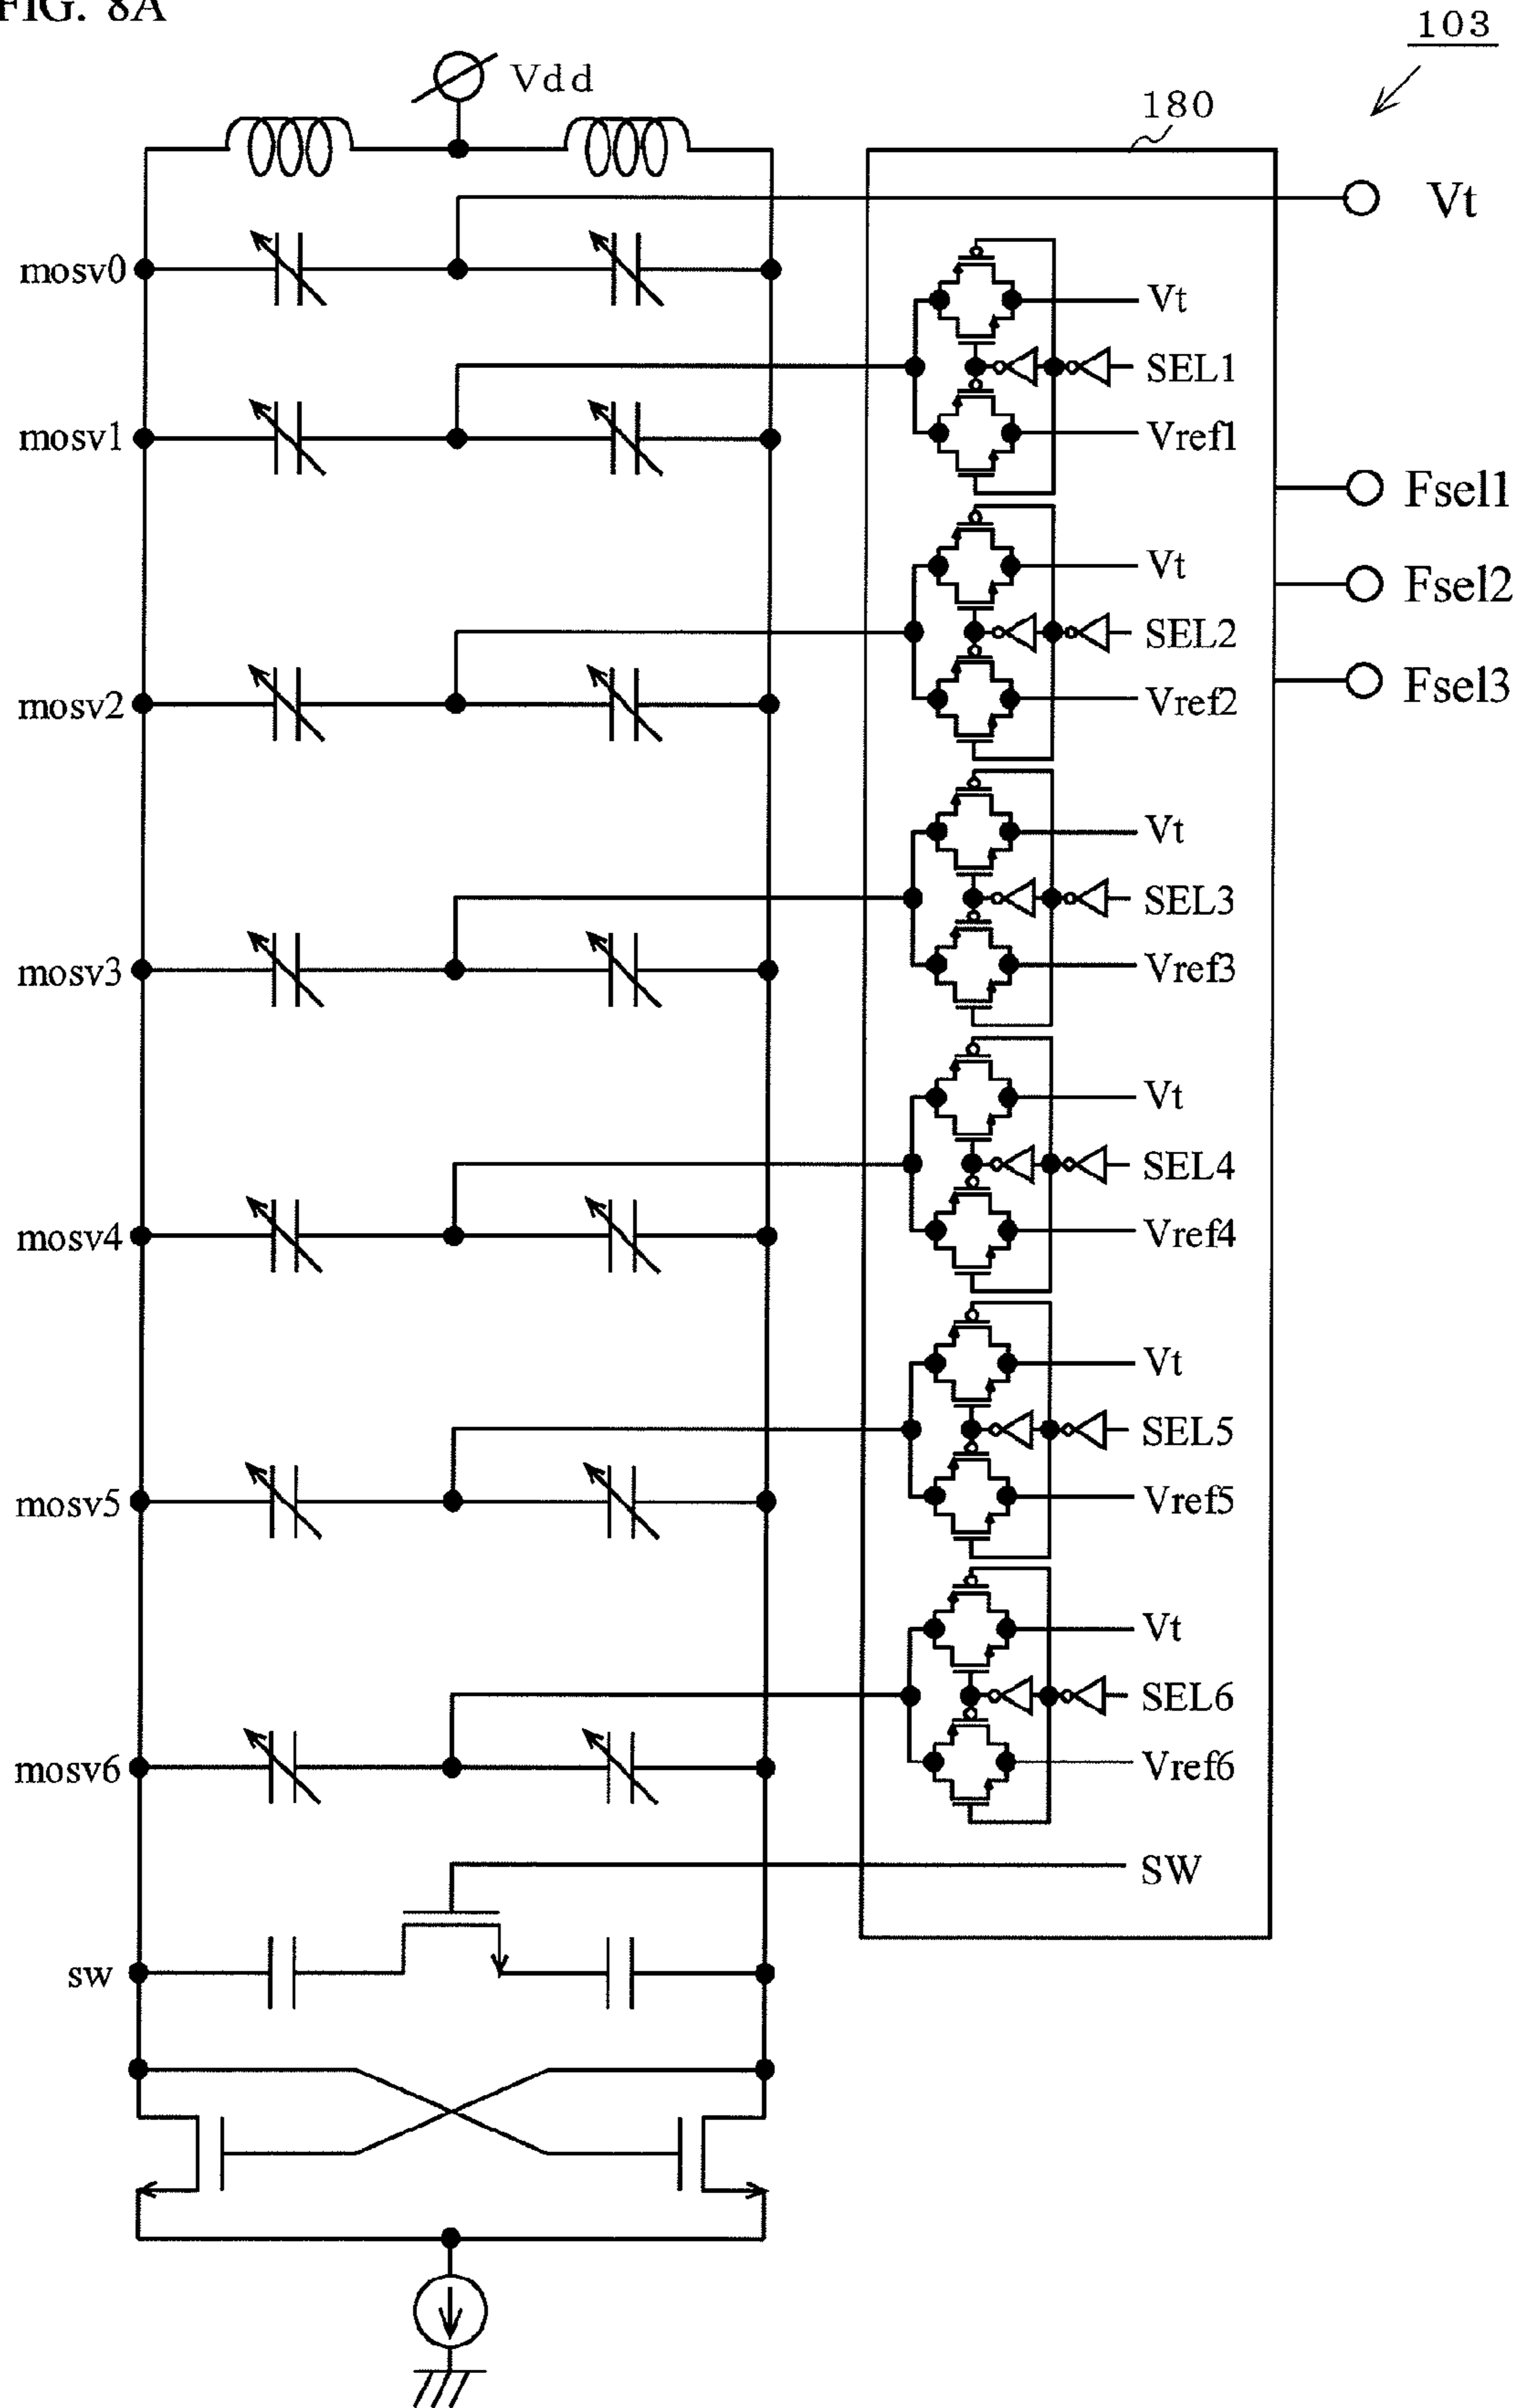 FIG. 8A
103
Vdd
180
Vt
mosv0
Vt
SEL1
mosv1
Vref1
Fsel1
Vt
Fsel2
SEL2
Fsel3
mosv2
Vref2
Vt
SEL3
mosv3
Vref3
Vt
SEL4
mosv4
Vref4
Vt
SEL5
mosv5
Vref5
Vt
SEL6
mosv6
Vref6
SW
sw